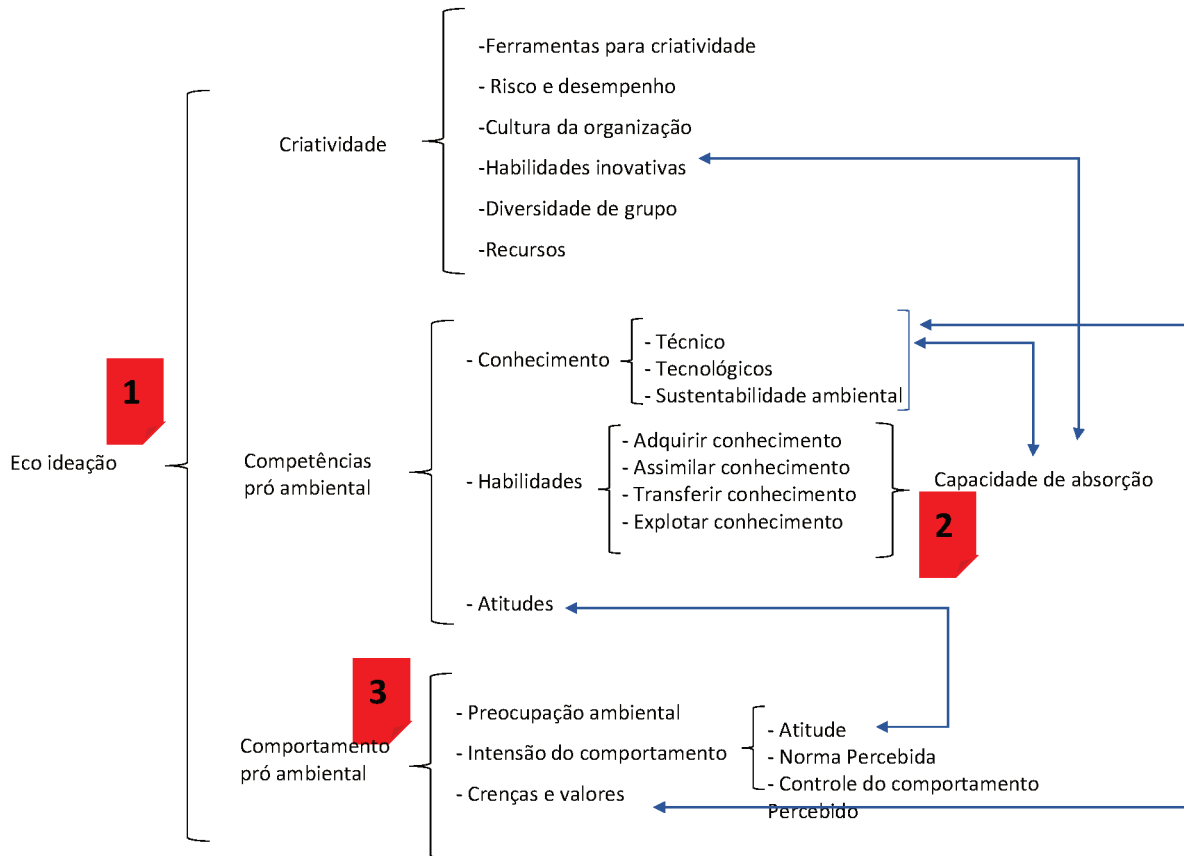 -Ferramentas para criatividade
- Risco e desempenho
-Cultura da organização
Criatividade
-Habilidades inovativas
-Diversidade de grupo
-Recursos
- Conhecimento
- Técnico
- Tecnológicos
- Sustentabilidade ambiental
1
Eco ideação
Competências
pró ambiental
- Habilidades
- Adquirir conhecimento
- Assimilar conhecimento
- Transferir conhecimento
- Explotar conhecimento
Capacidade de absorção
2
- Atitudes
3
Comportamento
pró ambiental
- Preocupação ambiental
- Intensão do comportamento
- Crenças e valores
- Atitude
- Norma Percebida
- Controle do comportamento
Percebido